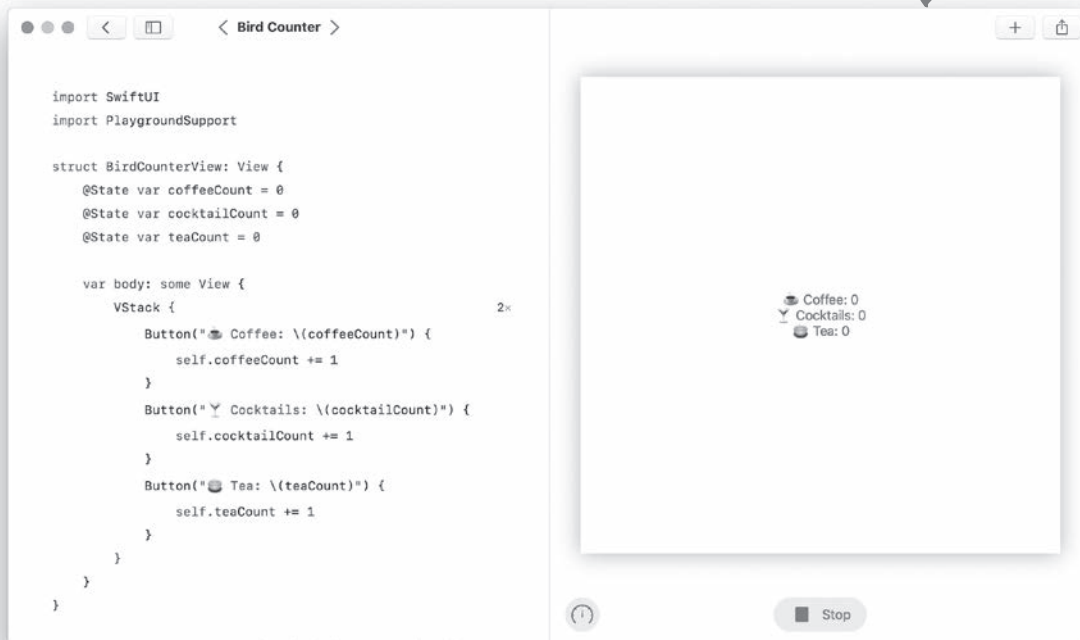 Bird Counter
import SwiftUI
import PlaygroundSupport
struct BirdCounterView: View {
@State var coffeeCount = 0
@State var cocktailCount = 0
@State var teaCount = 0
var body: some View {
VStack {
2×
Button("☕ Coffee: \(coffeeCount)") {
self.coffeeCount += 1
}
Button("🍸 Cocktails: \(cocktailCount)") {
self.cocktailCount += 1
}
Button("🍵 Tea: \(teaCount)") {
self.teaCount += 1
}
}
}
}
☕ Coffee: 0
🍸 Cocktails: 0
🍵 Tea: 0
Stop